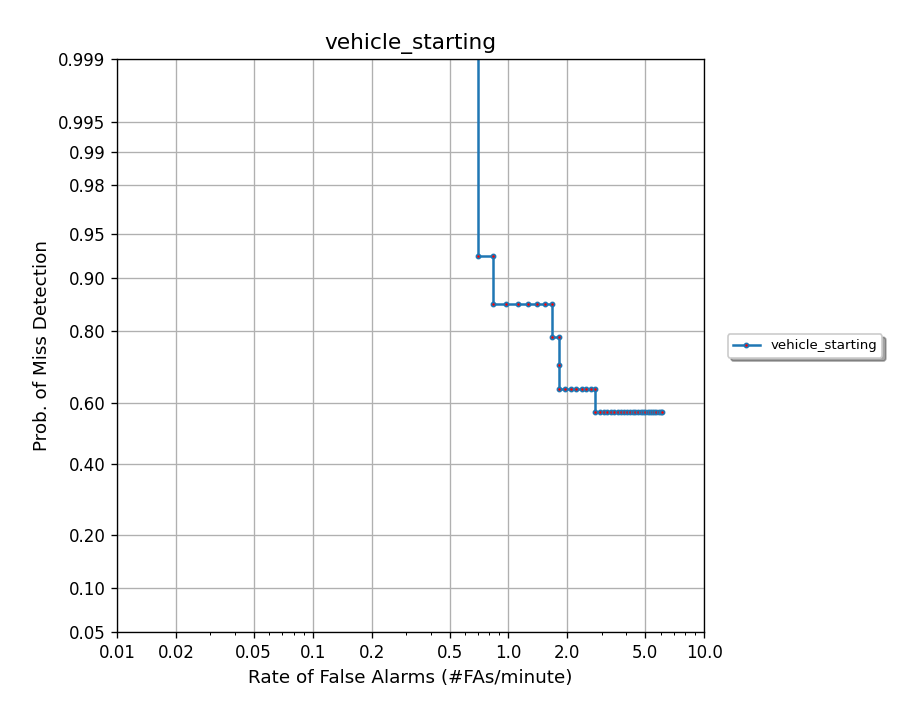 vehicle_starting
0.999
0.995
0.99
0.98
0.95
0.90
0.80
0.60
0.40
0.20
0.10
0.05
Prob. of Miss Detection
0.01 0.02 0.05 0.1 0.2 0.5 1.0 2.0 5.0 10.0
Rate of False Alarms (#FAs/minute)
vehicle_starting